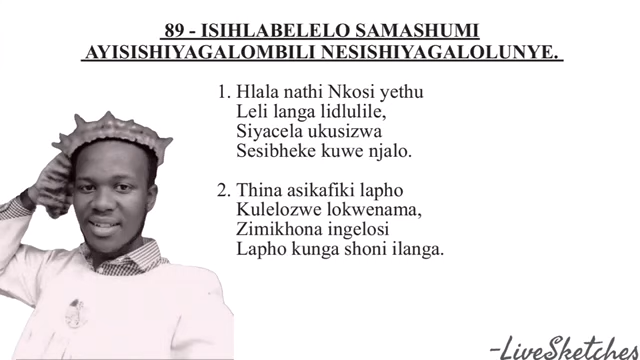 89 - ISIHLABELELO SAMASHUMI
AYISISHIYAGALOMBILI NESISHIYAGALOLUNYE.
1. Hlala nathi Nkosi yethu
Leli langa lidlulile,
Siyacela ukusizwa
Sesibheke kuwe njalo.
2. Thina asikafiki lapho
Kulelozwe lokwenama,
Zimikhona ingelosi
Lapho kunga shoni ilanga.
-LiveSketches